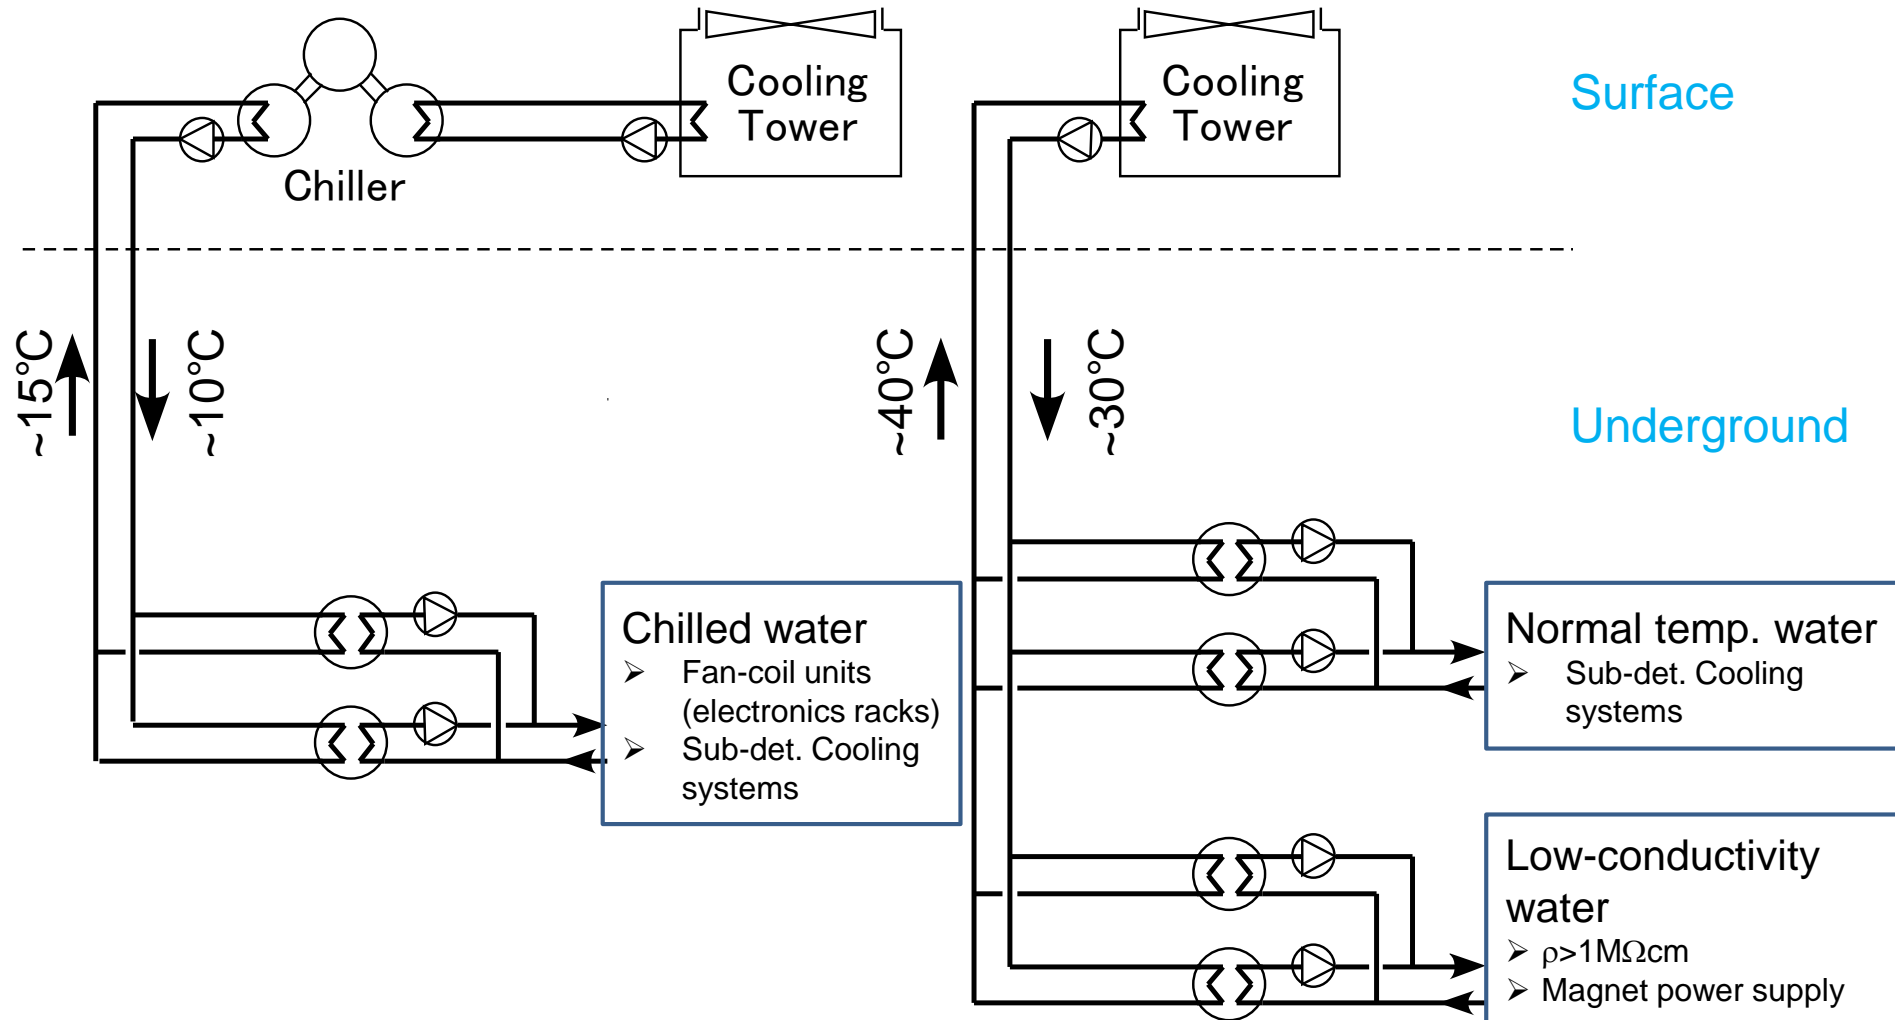 Cooling
Tower
Cooling
Tower
Surface
Chiller
~15°C
~10°C
~40°C
~30°C
Underground
Chilled water
➢ Fan-coil units
(electronics racks)
➢ Sub-det. Cooling
systems
Normal temp. water
➢ Sub-det. Cooling
systems
Low-conductivity
water
➢ ρ>1MΩcm
➢ Magnet power supply